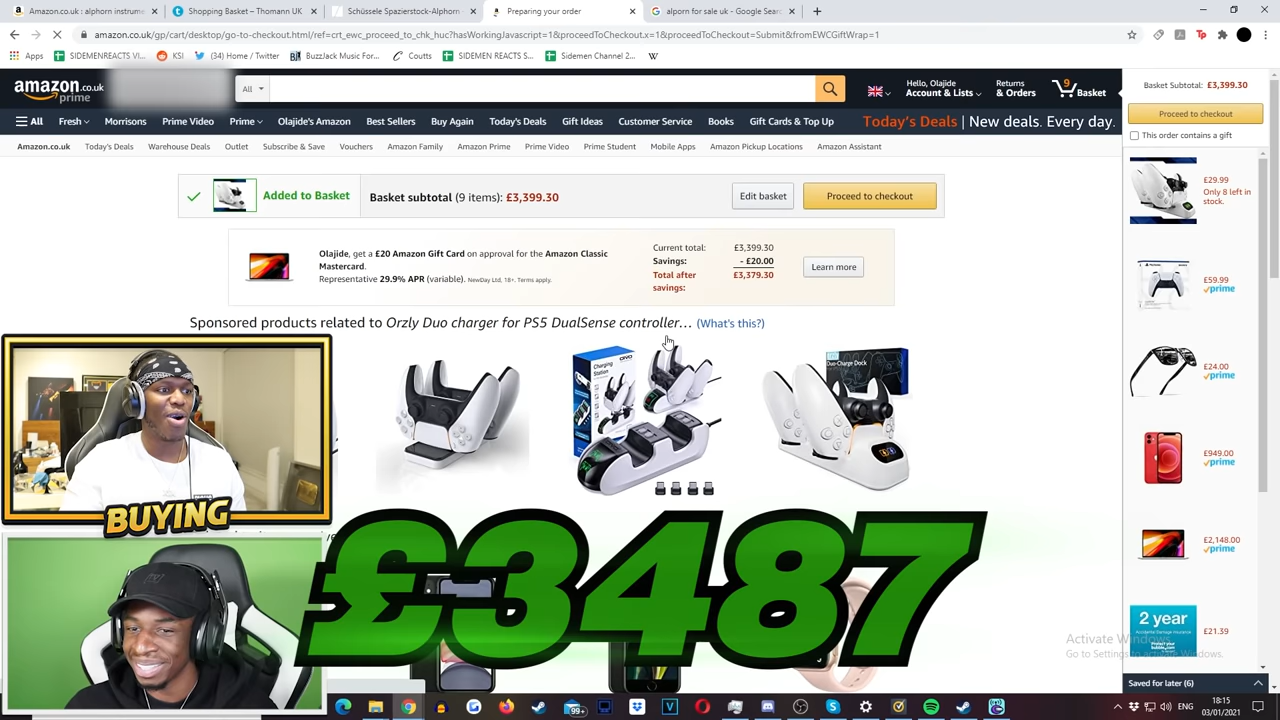 alphorn instrume
Shopping Basket – Thomann UK
Schüssele Spazierstock-Alphorn
Preparing your order
alporn for sale uk - Google Sear
amazon.co.uk/gp/cart/desktop/go-to-checkout.html/ref=crt_ewc_proceed_to_chk_huc?hasWorkingJavascript=1&proceedToCheckout.x=1&proceedToCheckout=Submit&fromEWCGiftWrap=1
Apps
SIDEMENREACTS VI...
KSI
(34) Home / Twitter
BuzzJack Music For...
Coutts
SIDEMEN REACTS S...
Sidemen Channel 2...
W
amazon.co.uk
prime
All
Hello, Olajide
Account & Lists
Returns
& Orders
9
Basket
All
Fresh
Morrisons
Prime Video
Prime
Olajide's Amazon
Best Sellers
Buy Again
Today's Deals
Gift Ideas
Customer Service
Books
Gift Cards & Top Up
Today's Deals | New deals. Every day.
Amazon.co.uk
Today's Deals
Warehouse Deals
Outlet
Subscribe & Save
Vouchers
Amazon Family
Amazon Prime
Prime Video
Prime Student
Mobile Apps
Amazon Pickup Locations
Amazon Assistant
Added to Basket
Basket subtotal (9 items): £3,399.30
Edit basket
Proceed to checkout
Olajide, get a £20 Amazon Gift Card on approval for the Amazon Classic
Mastercard.
Representative 29.9% APR (variable). NewDay Ltd, 18+. Terms apply.
Current total: £3,399.30
Savings: - £20.00
Total after £3,379.30
savings:
Learn more
Sponsored products related to Orzly Duo charger for PS5 DualSense controller... (What's this?)
Basket Subtotal: £3,399.30
Proceed to checkout
This order contains a gift
£29.99
Only 8 left in
stock.
£59.99
prime
£24.00
prime
£949.00
prime
£2,148.00
prime
2 year
£21.39
Saved for later (6)
BUYING
£3487
Activate Windows
Go to Settings to activate Windows.
99+
ENG
18:15
03/01/2021